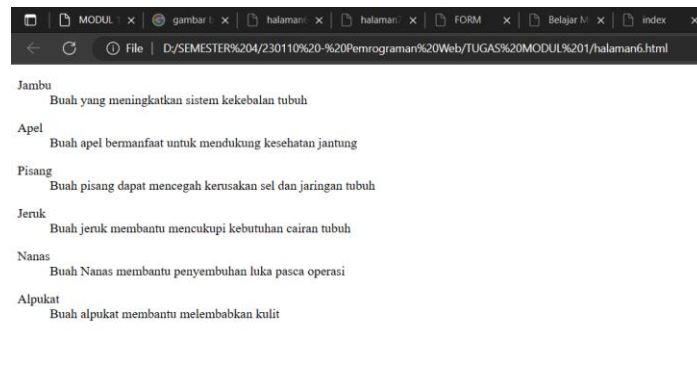 MODUL 1
gambar b
halaman6
halaman7
FORM
Belajar M
index
File
D:/SEMESTER%204/230110%20-%20Pemrograman%20Web/TUGAS%20MODUL%201/halaman6.html
Jambu
Buah yang meningkatkan sistem kekebalan tubuh
Apel
Buah apel bermanfaat untuk mendukung kesehatan jantung
Pisang
Buah pisang dapat mencegah kerusakan sel dan jaringan tubuh
Jeruk
Buah jeruk membantu mencukupi kebutuhan cairan tubuh
Nanas
Buah Nanas membantu penyembuhan luka pasca operasi
Alpukat
Buah alpukat membantu melembabkan kulit